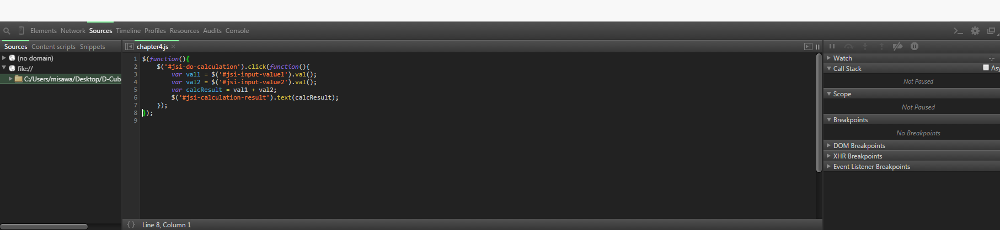 Elements Network Sources Timeline Profiles Resources Audits Console
Sources Content scripts Snippets
(no domain)
file://
C:/Users/misawa/Desktop/D-Cub
chapter4.js ×
1 $(function(){
2 $('#jsi-do-calculation').click(function(){
3 var val1 = $('#jsi-input-value1').val();
4 var val2 = $('#jsi-input-value2').val();
5 var calcResult = val1 + val2;
6 $('#jsi-calculation-result').text(calcResult);
7 });
8 });
9
{} Line 8, Column 1
Watch
Call Stack Asy
Not Paused
Scope
Not Paused
Breakpoints
No Breakpoints
DOM Breakpoints
XHR Breakpoints
Event Listener Breakpoints